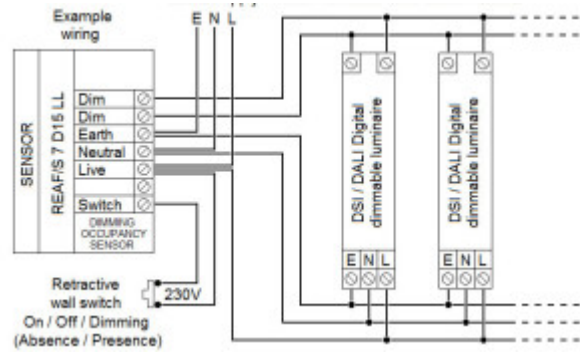 Example
wiring
E N L
SENSOR
REAF/S 7 D15 LL
Dim
Dim
Earth
Neutral
Live
Switch
DIMMING
OCCUPANCY
SENSOR
Retractive
wall switch
230V
On / Off / Dimming
(Absence / Presence)
DSI / DALI Digital
dimmable luminaire
E N L
DSI / DALI Digital
dimmable luminaire
E N L